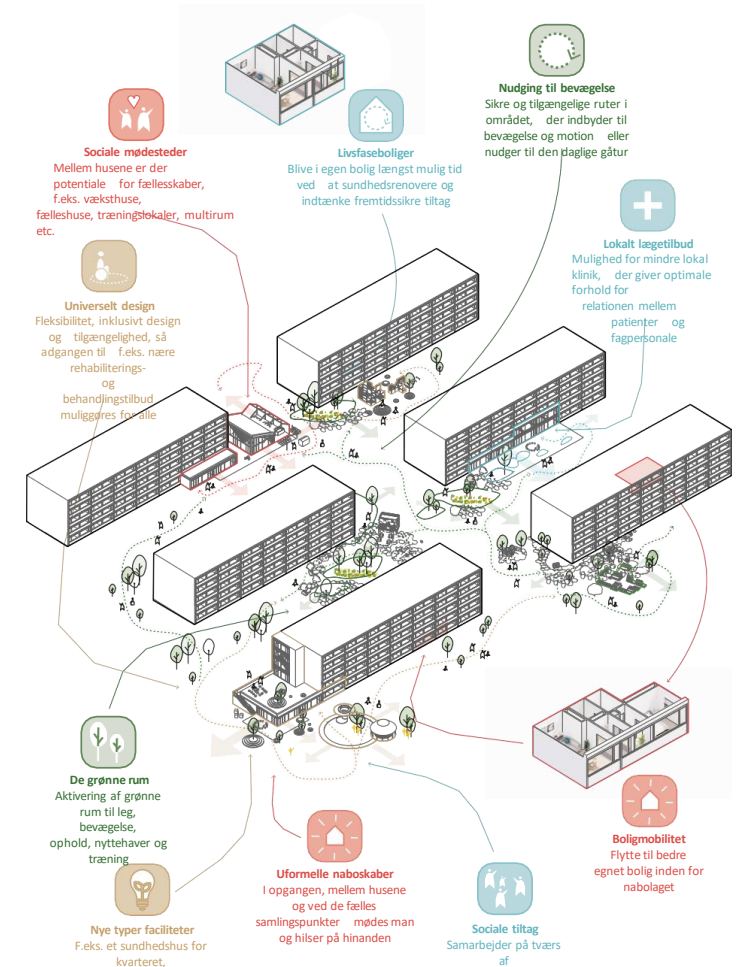 Nudging til bevægelse
Sikre og tilgængelige ruter i
området, der indbyder til
bevægelse og motion eller
nudger til den daglige gåtur
Sociale mødesteder
Mellem husene er der
potentiale for fællesskaber,
f.eks. væksthuse,
fælleshuse, træningslokaler, multirum
etc.
Livsfaseboliger
Blive i egen bolig længst mulig tid
ved at sundhedsrenovere og
indtænke fremtidssikre tiltag
Lokalt lægetilbud
Mulighed for mindre lokal
klinik, der giver optimale
forhold for
relationen mellem
patienter og
fagpersonale
Universelt design
Fleksibilitet, inklusivt design
og tilgængelighed, så
adgangen til f.eks. nære
rehabiliterings-
og
behandlingstilbud
muliggøres for alle
De grønne rum
Aktivering af grønne
rum til leg,
bevægelse,
ophold, nyttehaver og
træning
Boligmobilitet
Flytte til bedre
egnet bolig inden for
nabolaget
Uformelle naboskaber
I opgangen, mellem husene
og ved de fælles
samlingspunkter mødes man
og hilser på hinanden
Nye typer faciliteter
F.eks. et sundhedshus for
kvarteret,
Sociale tiltag
Samarbejder på tværs
af